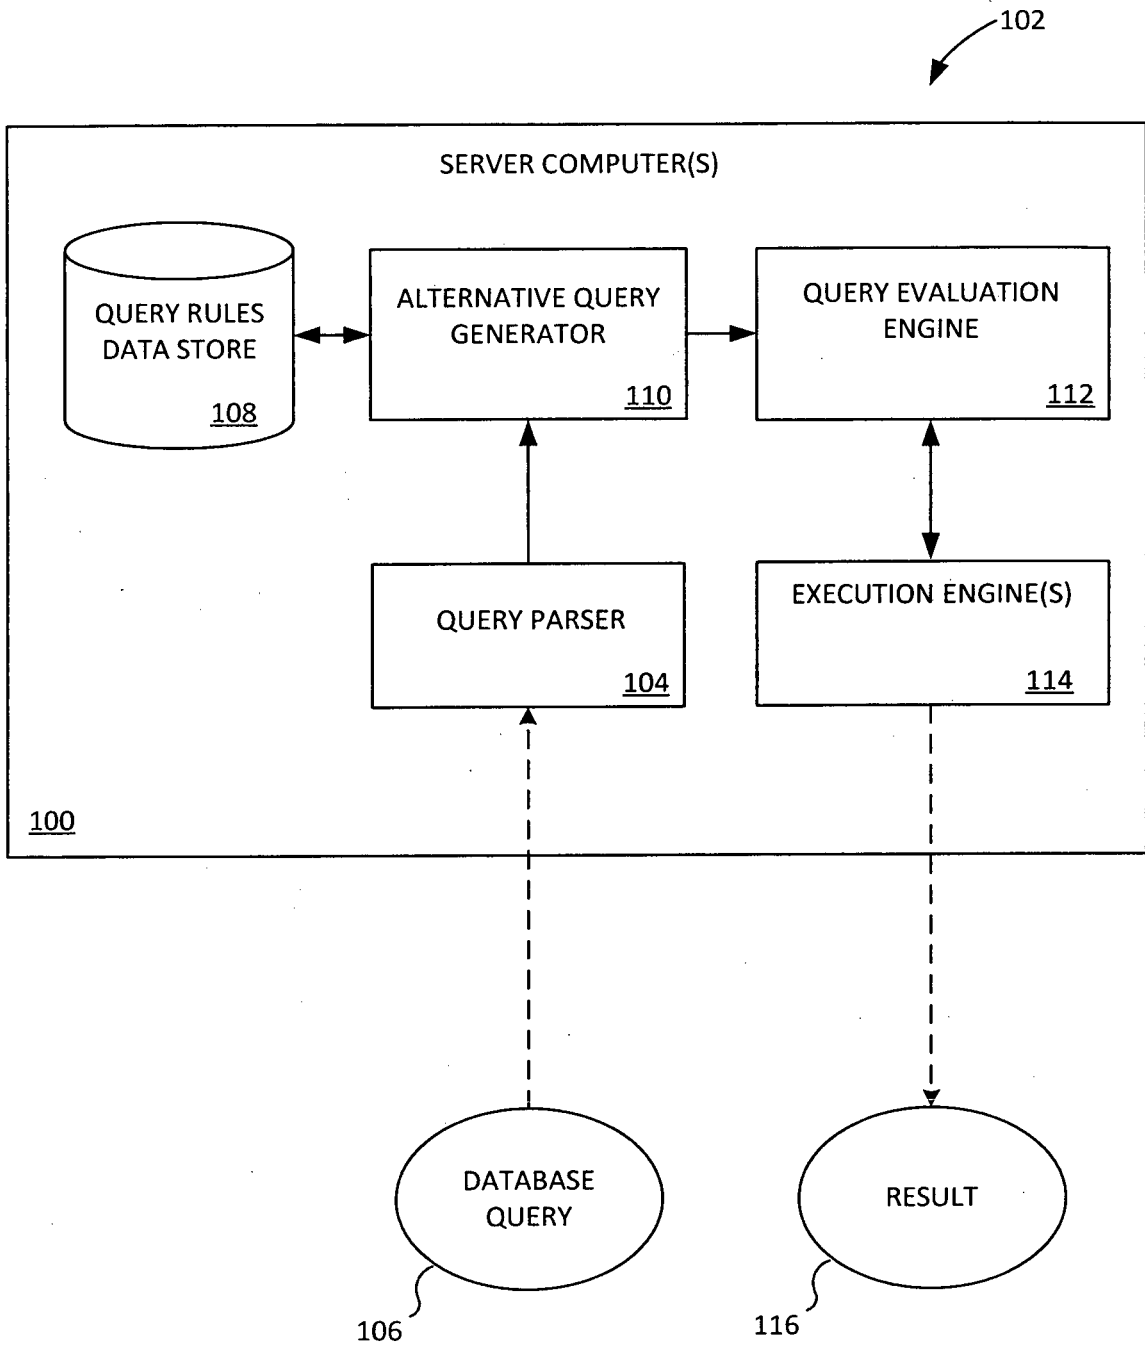 102
SERVER COMPUTER(S)
QUERY RULES
DATA STORE
108
ALTERNATIVE QUERY
GENERATOR
110
QUERY EVALUATION
ENGINE
112
QUERY PARSER
104
EXECUTION ENGINE(S)
114
100
DATABASE
QUERY
RESULT
106
116